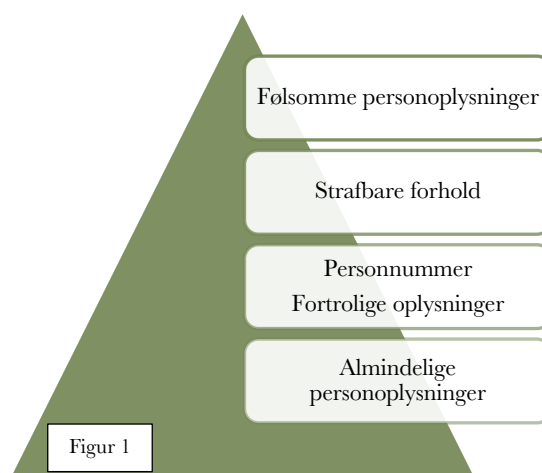 Følsomme personoplysninger
Strafbare forhold
Personnummer
Fortrolige oplysninger
Almindelige
personoplysninger
Figur 1